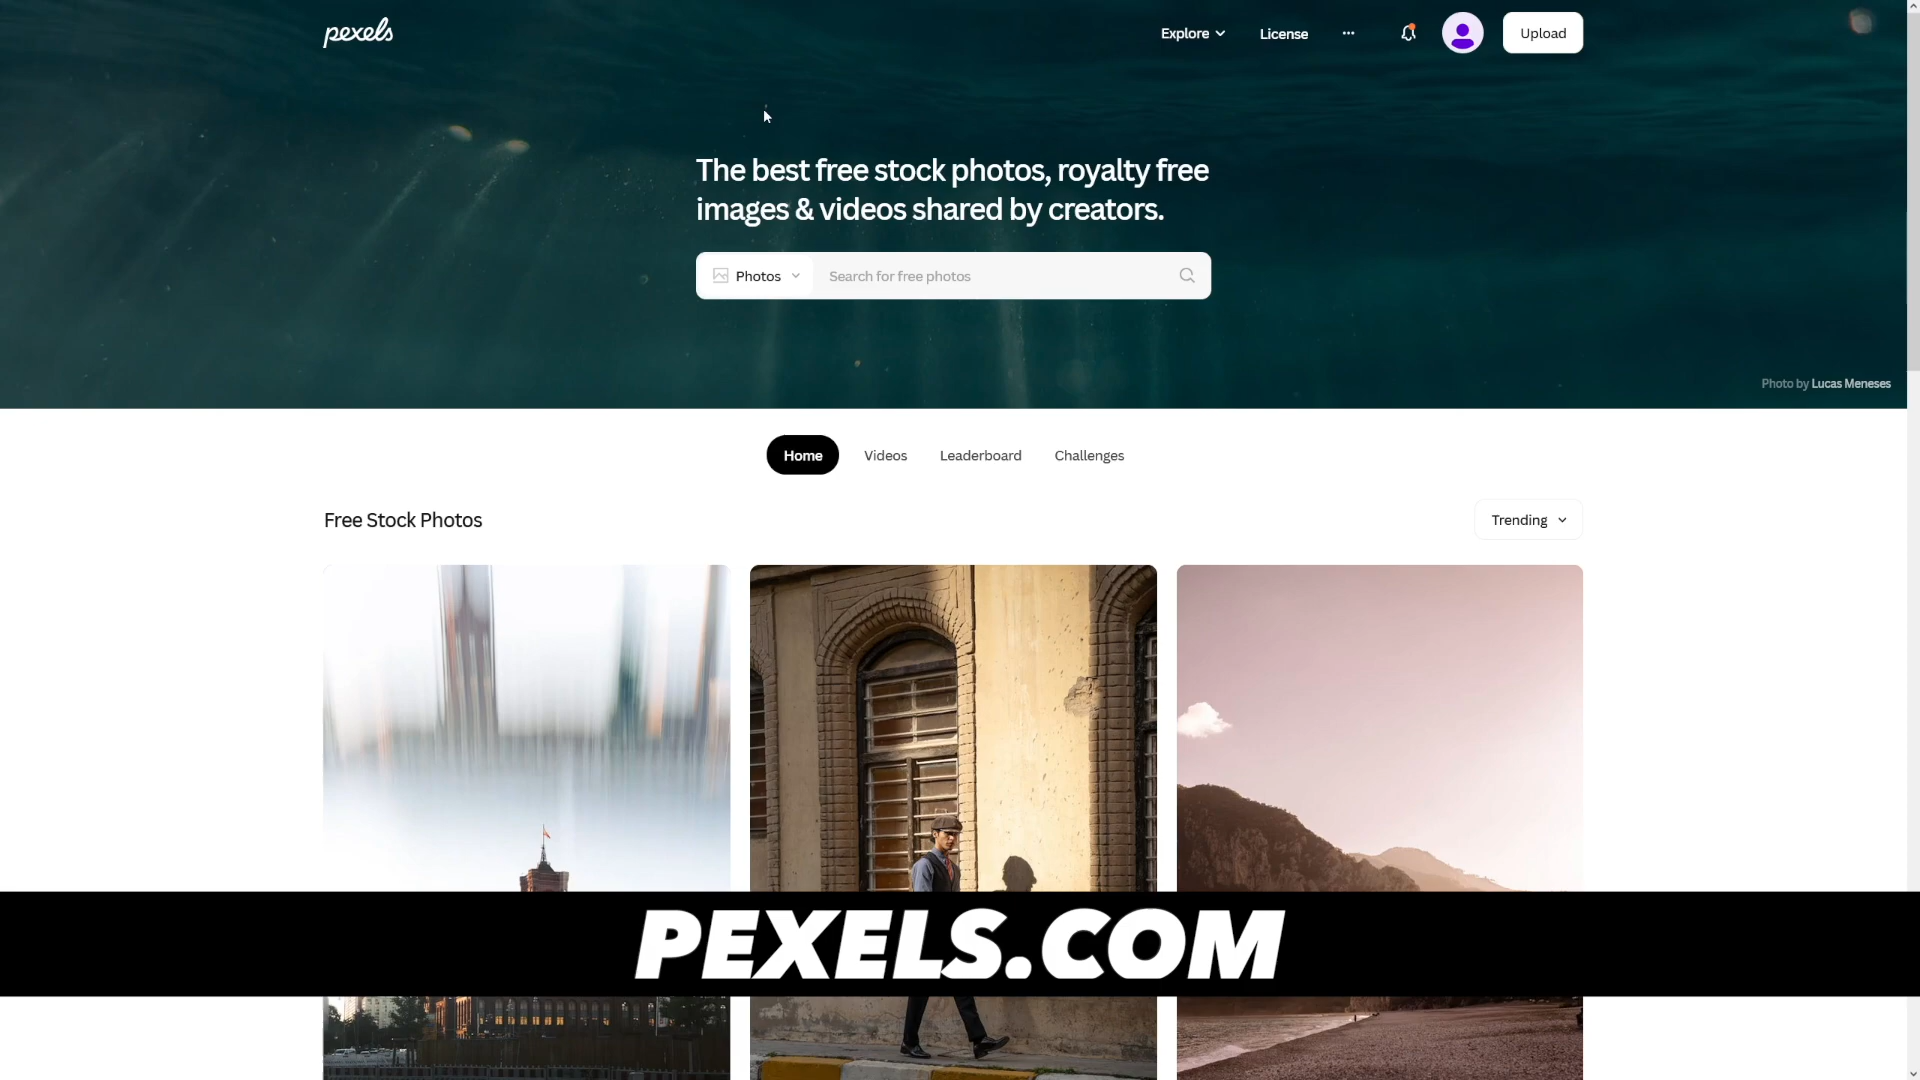 pexels
Explore
License
Upload
The best free stock photos, royalty free
images & videos shared by creators.
Photos
Search for free photos
Photo by Lucas Meneses
Home
Videos
Leaderboard
Challenges
Free Stock Photos
Trending
PEXELS.COM